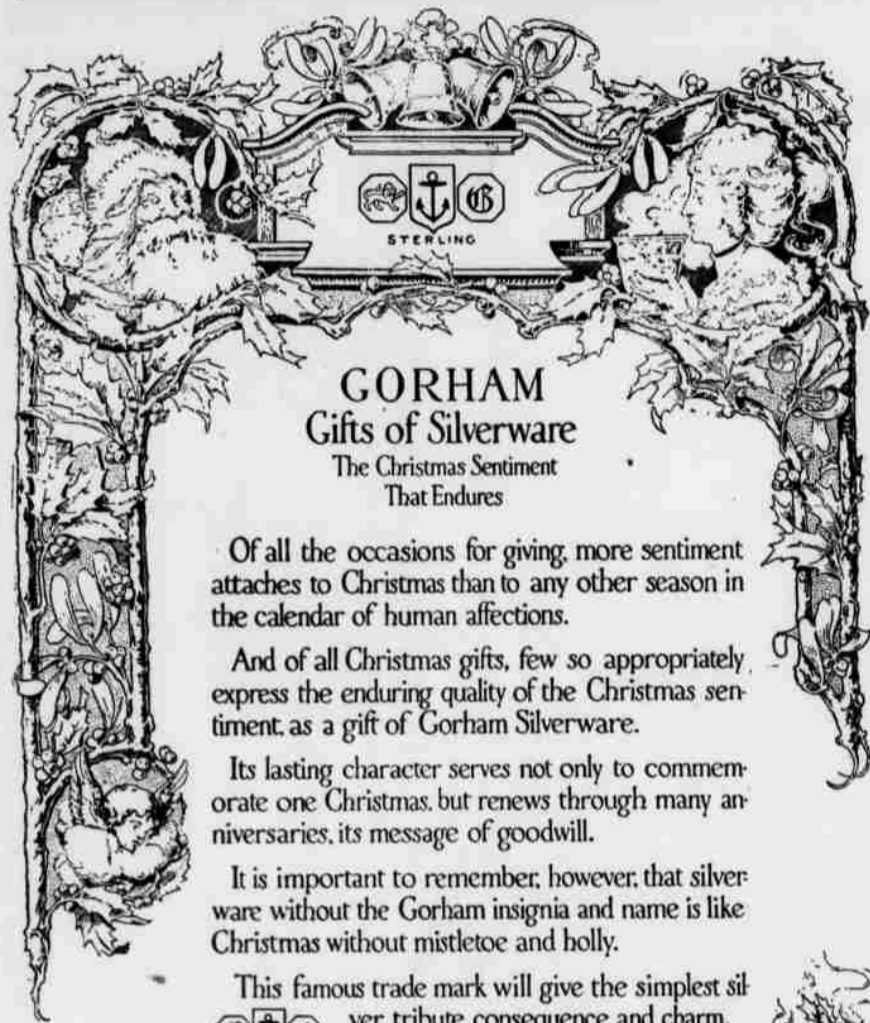 G
STERLING
GORHAM
Gifts of Silverware
The Christmas Sentiment
That Endures
Of all the occasions for giving, more sentiment
attaches to Christmas than to any other season in
the calendar of human affections.
And of all Christmas gifts, few so appropriately
express the enduring quality of the Christmas sen-
timent, as a gift of Gorham Silverware.
Its lasting character serves not only to commem-
orate one Christmas, but renews through many an-
niversaries, its message of goodwill.
It is important to remember, however, that silver-
ware without the Gorham insignia and name is like
Christmas without mistletoe and holly.
This famous trade mark will give the simplest sil-
ver tribute consequence and charm.